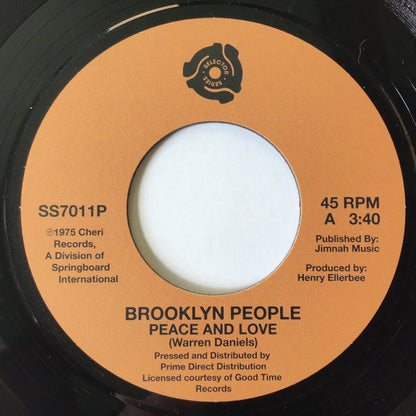 SELECTOR
SERIES
SS7011P
℗1975 Cheri
Records,
A Division of
Springboard
International
45 RPM
A 3:40
Published By:
Jimnah Music
Produced by:
Henry Ellerbee
BROOKLYN PEOPLE
PEACE AND LOVE
(Warren Daniels)
Pressed and Distributed by
Prime Direct Distribution
Licensed courtesy of Good Time
Records